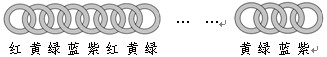 … …
红 黄 绿 蓝 紫 红 黄 绿 黄 绿 蓝 紫